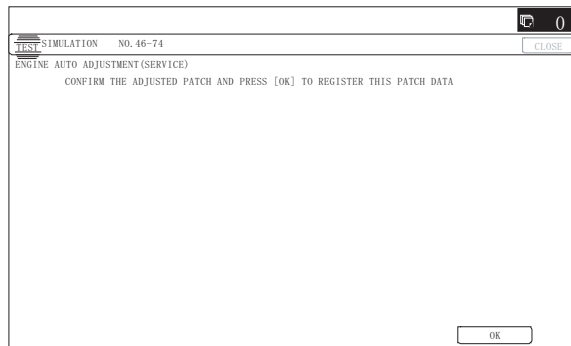 0
TEST SIMULATION NO.46-74
CLOSE
ENGINE AUTO ADJUSTMENT(SERVICE)
CONFIRM THE ADJUSTED PATCH AND PRESS [OK] TO REGISTER THIS PATCH DATA
OK